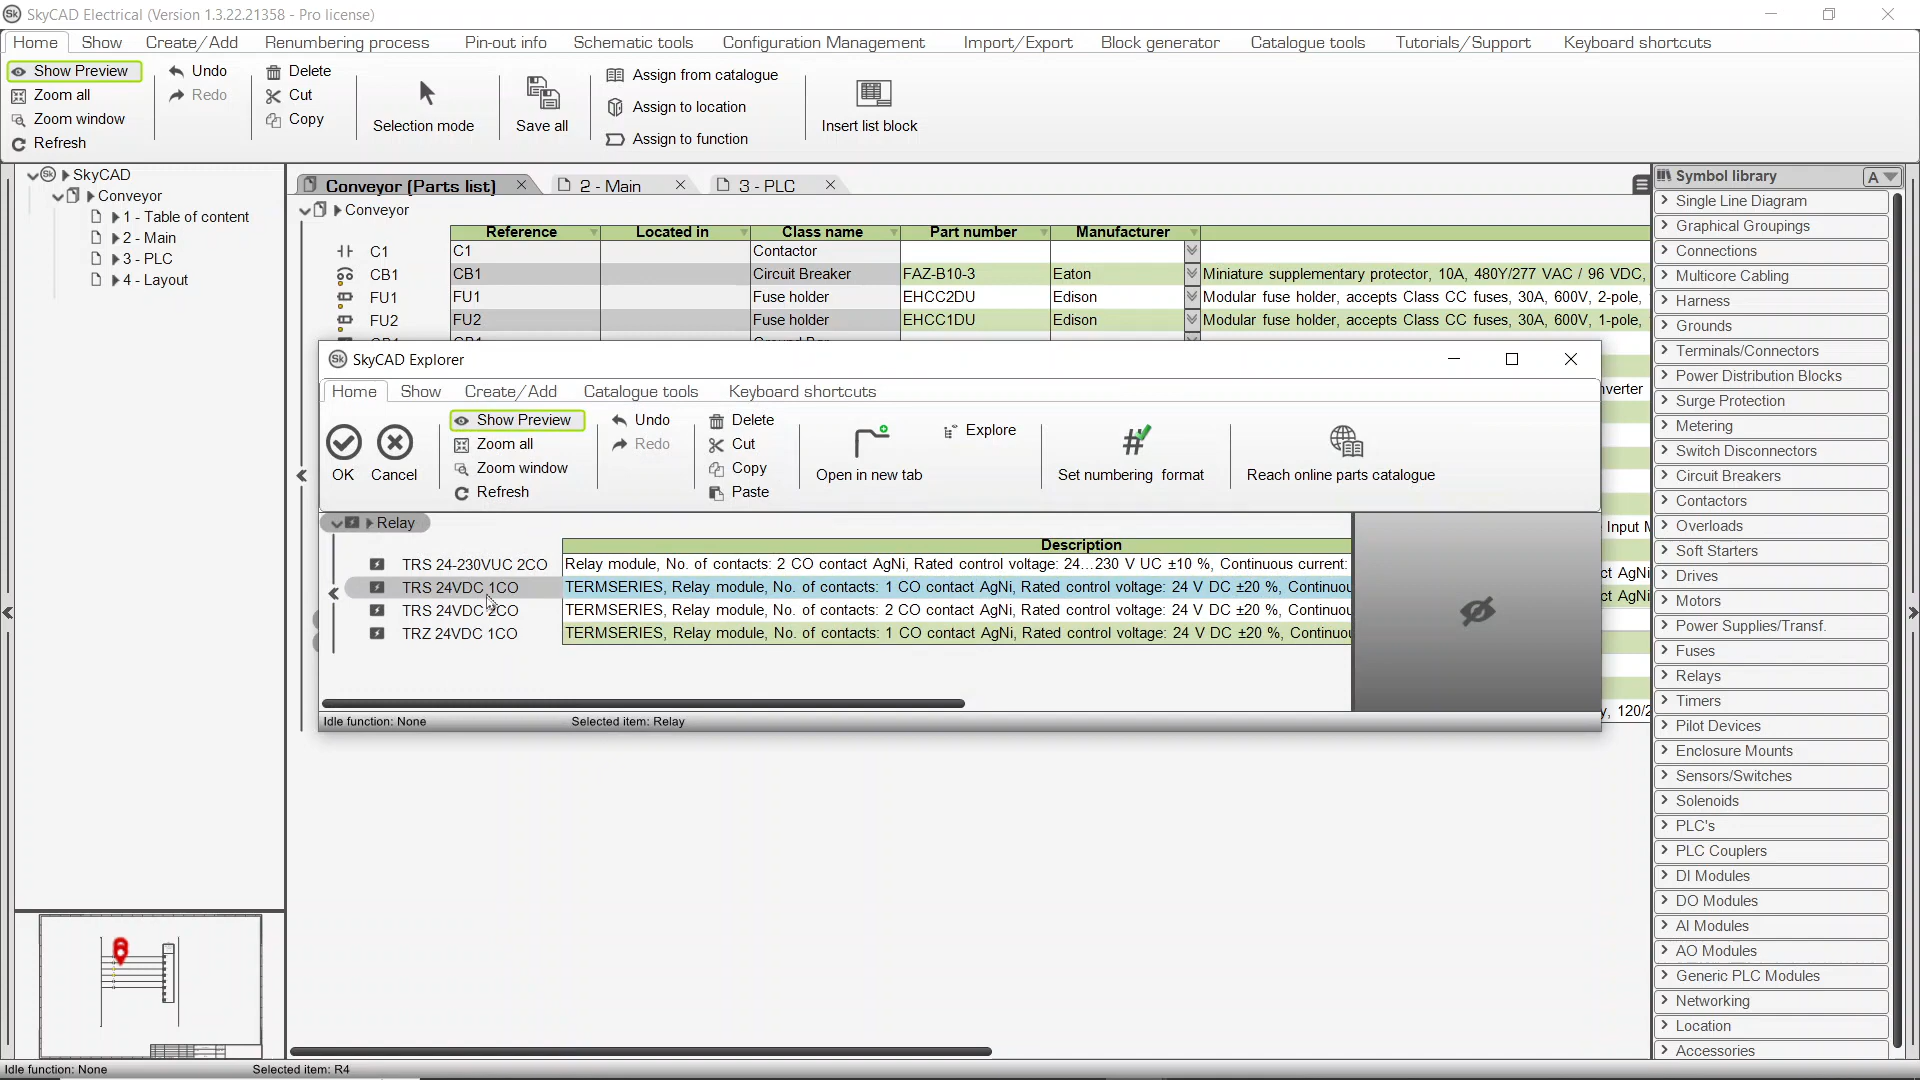 SkyCAD Electrical (Version 1.3.22.21358 - Pro license)
Home Show Create/Add Renumbering process Pin-out info Schematic tools Configuration Management Import/Export Block generator Catalogue tools Tutorials/Support Keyboard shortcuts
Show Preview
Zoom all
Zoom window
Refresh
Undo
Redo
Delete
Cut
Copy
Selection mode
Save all
Assign from catalogue
Assign to location
Assign to function
Insert list block
SkyCAD
Conveyor
1 - Table of content
2 - Main
3 - PLC
4 - Layout
Conveyor (Parts list) 2 - Main 3 - PLC
Conveyor
Reference Located in Class name Part number Manufacturer
C1 C1 Contactor
CB1 CB1 Circuit Breaker FAZ-B10-3 Eaton Miniature supplementary protector, 10A, 480Y/277 VAC / 96 VDC,
FU1 FU1 Fuse holder EHCC2DU Edison Modular fuse holder, accepts Class CC fuses, 30A, 600V, 2-pole,
FU2 FU2 Fuse holder EHCC1DU Edison Modular fuse holder, accepts Class CC fuses, 30A, 600V, 1-pole,
SkyCAD Explorer
Home Show Create/Add Catalogue tools Keyboard shortcuts
OK
Cancel
Show Preview
Zoom all
Zoom window
Refresh
Undo
Redo
Delete
Cut
Copy
Paste
Open in new tab
Explore
Set numbering format
Reach online parts catalogue
Relay
Description
TRS 24-230VUC 2CO Relay module, No. of contacts: 2 CO contact AgNi, Rated control voltage: 24...230 V UC ±10 %, Continuous current:
TRS 24VDC 1CO TERMSERIES, Relay module, No. of contacts: 1 CO contact AgNi, Rated control voltage: 24 V DC ±20 %, Continuou
TRS 24VDC 2CO TERMSERIES, Relay module, No. of contacts: 2 CO contact AgNi, Rated control voltage: 24 V DC ±20 %, Continuou
TRZ 24VDC 1CO TERMSERIES, Relay module, No. of contacts: 1 CO contact AgNi, Rated control voltage: 24 V DC ±20 %, Continuou
Idle function: None Selected item: Relay
nverter
Input M
ct AgNi
ct AgNi
y, 120/2
Symbol library A
Single Line Diagram
Graphical Groupings
Connections
Multicore Cabling
Harness
Grounds
Terminals/Connectors
Power Distribution Blocks
Surge Protection
Metering
Switch Disconnectors
Circuit Breakers
Contactors
Overloads
Soft Starters
Drives
Motors
Power Supplies/Transf.
Fuses
Relays
Timers
Pilot Devices
Enclosure Mounts
Sensors/Switches
Solenoids
PLC's
PLC Couplers
DI Modules
DO Modules
AI Modules
AO Modules
Generic PLC Modules
Networking
Location
Accessories
Idle function: None Selected item: R4